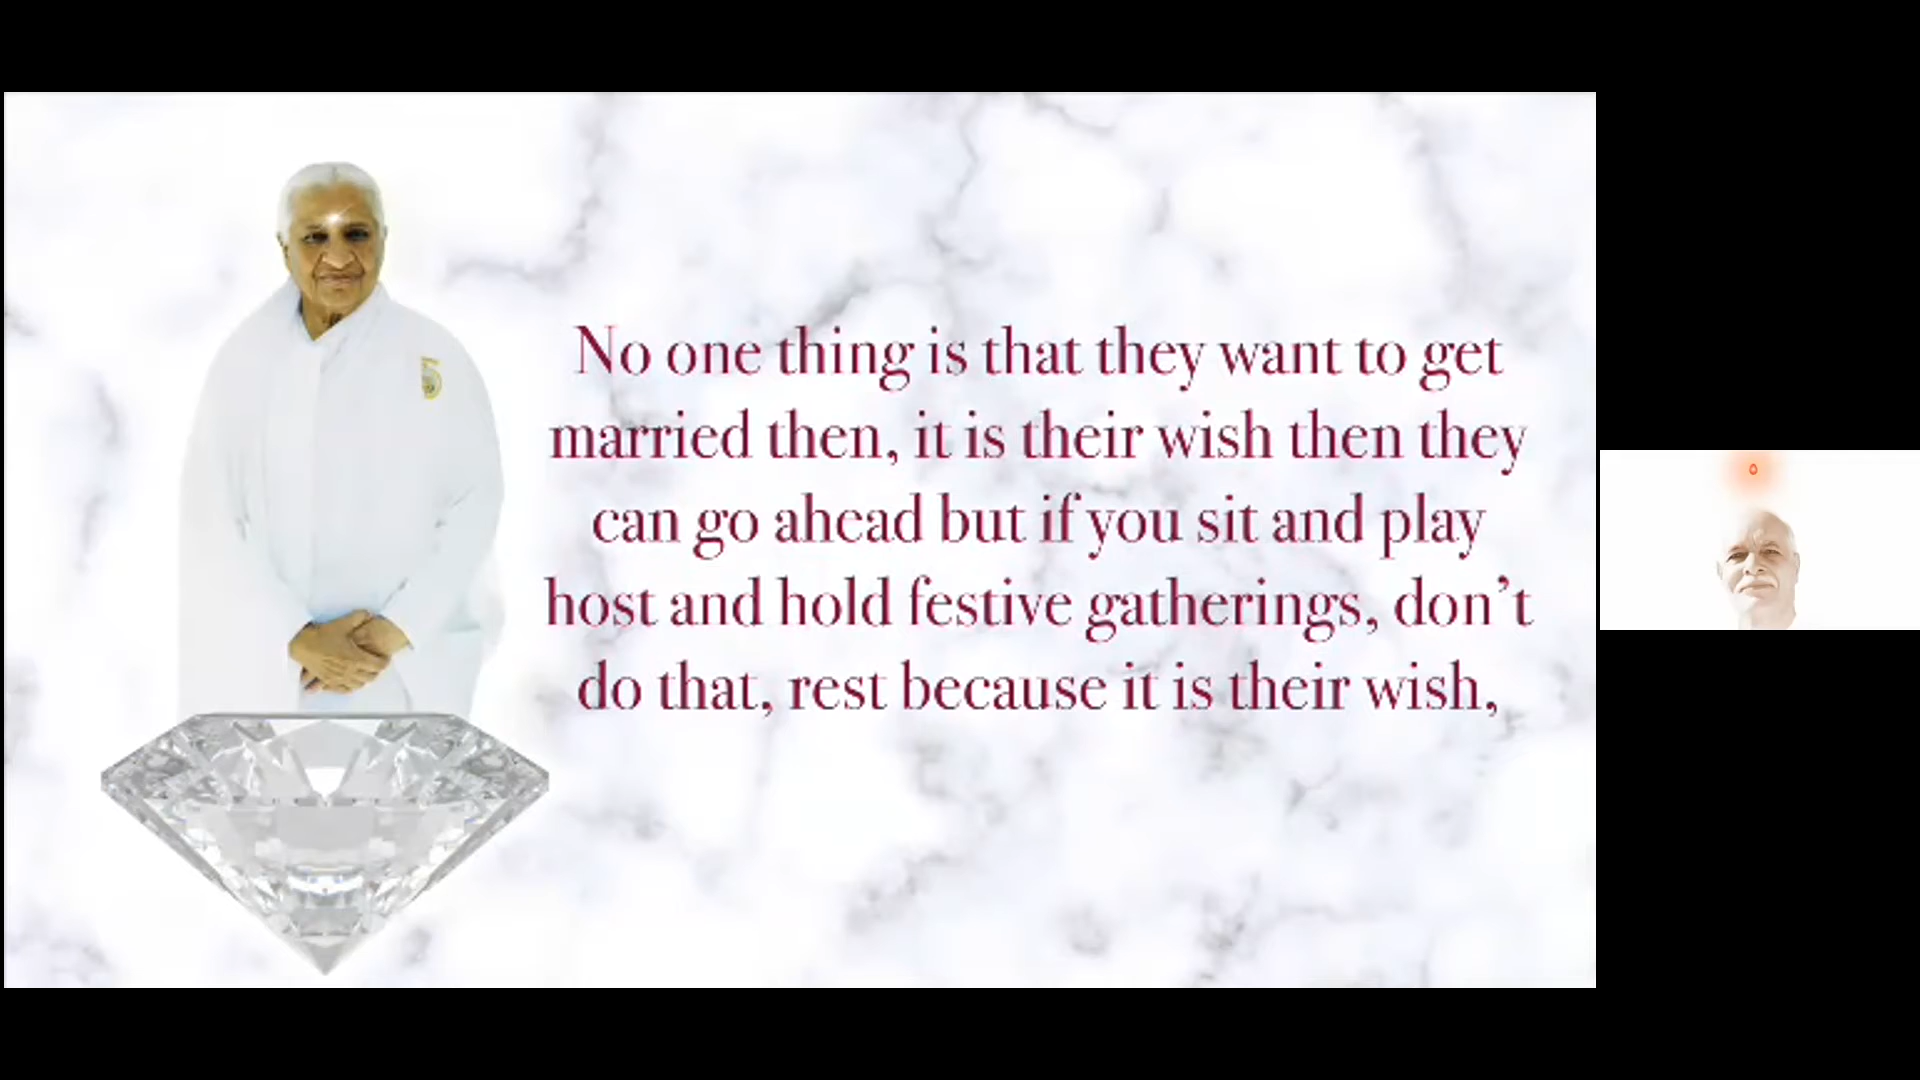 No one thing is that they want to get
married then, it is their wish then they
can go ahead but if you sit and play
host and hold festive gatherings, don’t
do that, rest because it is their wish,